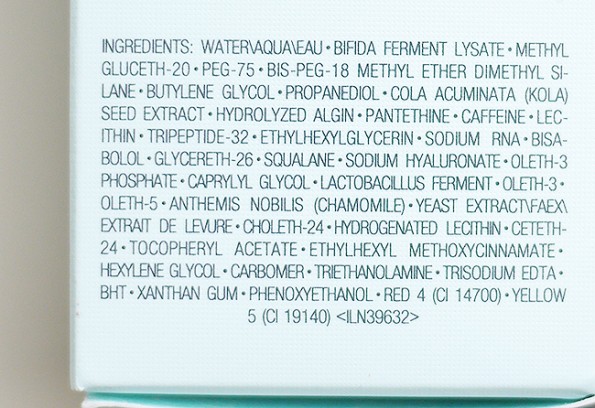 INGREDIENTS: WATER\AQUA\EAU • BIFIDA FERMENT LYSATE • METHYL
GLUCETH-20 • PEG-75 • BIS-PEG-18 METHYL ETHER DIMETHYL SI-
LANE • BUTYLENE GLYCOL • PROPANEDIOL • COLA ACUMINATA (KOLA)
SEED EXTRACT • HYDROLYZED ALGIN • PANTETHINE • CAFFEINE • LEC-
ITHIN • TRIPEPTIDE-32 • ETHYLHEXYLGLYCERIN • SODIUM RNA • BISA-
BOLOL • GLYCERETH-26 • SQUALANE • SODIUM HYALURONATE • OLETH-3
PHOSPHATE • CAPRYLYL GLYCOL • LACTOBACILLUS FERMENT • OLETH-3 •
OLETH-5 • ANTHEMIS NOBILIS (CHAMOMILE) • YEAST EXTRACT\FAEX\
EXTRAIT DE LEVURE • CHOLETH-24 • HYDROGENATED LECITHIN • CETETH-
24 • TOCOPHERYL ACETATE • ETHYLHEXYL METHOXYCINNAMATE •
HEXYLENE GLYCOL • CARBOMER • TRIETHANOLAMINE • TRISODIUM EDTA •
BHT • XANTHAN GUM • PHENOXYETHANOL • RED 4 (CI 14700) • YELLOW
5 (CI 19140) <ILN39632>